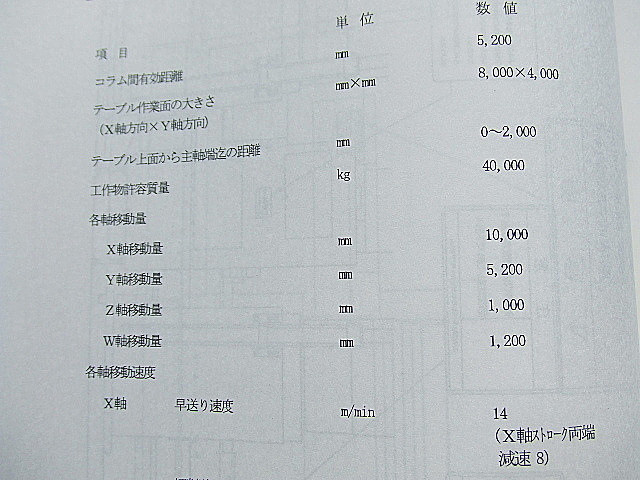 項 目 単 位 数 値
コラム間有効距離 mm 5,200
テーブル作業面の大きさ mm×mm 8,000×4,000
(X軸方向×Y軸方向)
テーブル上面から主軸端迄の距離 mm 0～2,000
工作物許容質量 kg 40,000
各軸移動量
X軸移動量 mm 10,000
Y軸移動量 mm 5,200
Z軸移動量 mm 1,000
W軸移動量 mm 1,200
各軸移動速度
X軸 早送り速度 m/min 14
(X軸ストローク両端
減速 8)